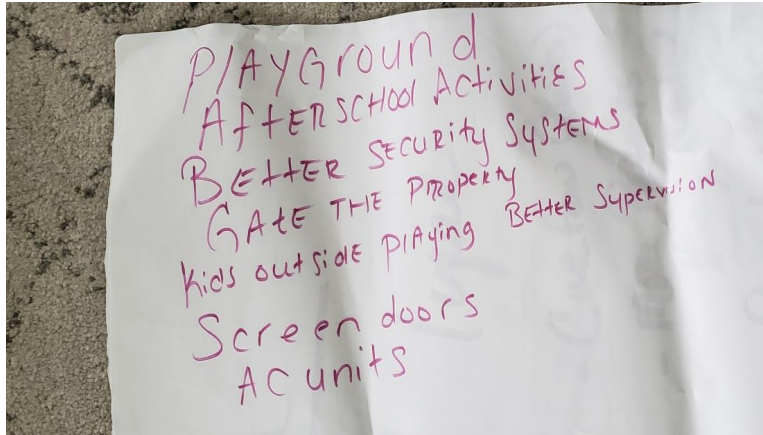 PlAYGround
AftERSCHool Activities
BEttER SECURity SyStEMS
GAtE THE PROPERty
Kids outsidE plAying BEttER SupERvision
Screen doors
AC units